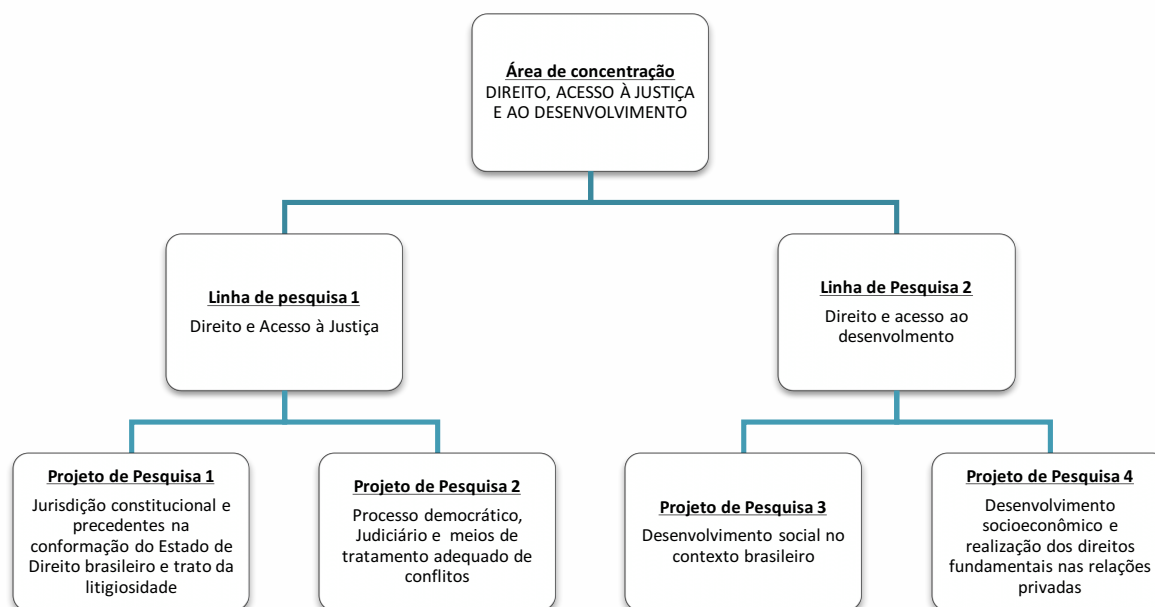 Área de concentração
DIREITO, ACESSO À JUSTIÇA
E AO DESENVOLVIMENTO
Linha de pesquisa 1
Direito e Acesso à Justiça
Linha de Pesquisa 2
Direito e acesso ao
desenvolmento
Projeto de Pesquisa 1
Jurisdição constitucional e
precedentes na
conformação do Estado de
Direito brasileiro e trato da
litigiosidade
Projeto de Pesquisa 2
Processo democrático,
Judiciário e meios de
tratamento adequado de
conflitos
Projeto de Pesquisa 3
Desenvolvimento social no
contexto brasileiro
Projeto de Pesquisa 4
Desenvolvimento
socioeconômico e
realização dos direitos
fundamentais nas relações
privadas